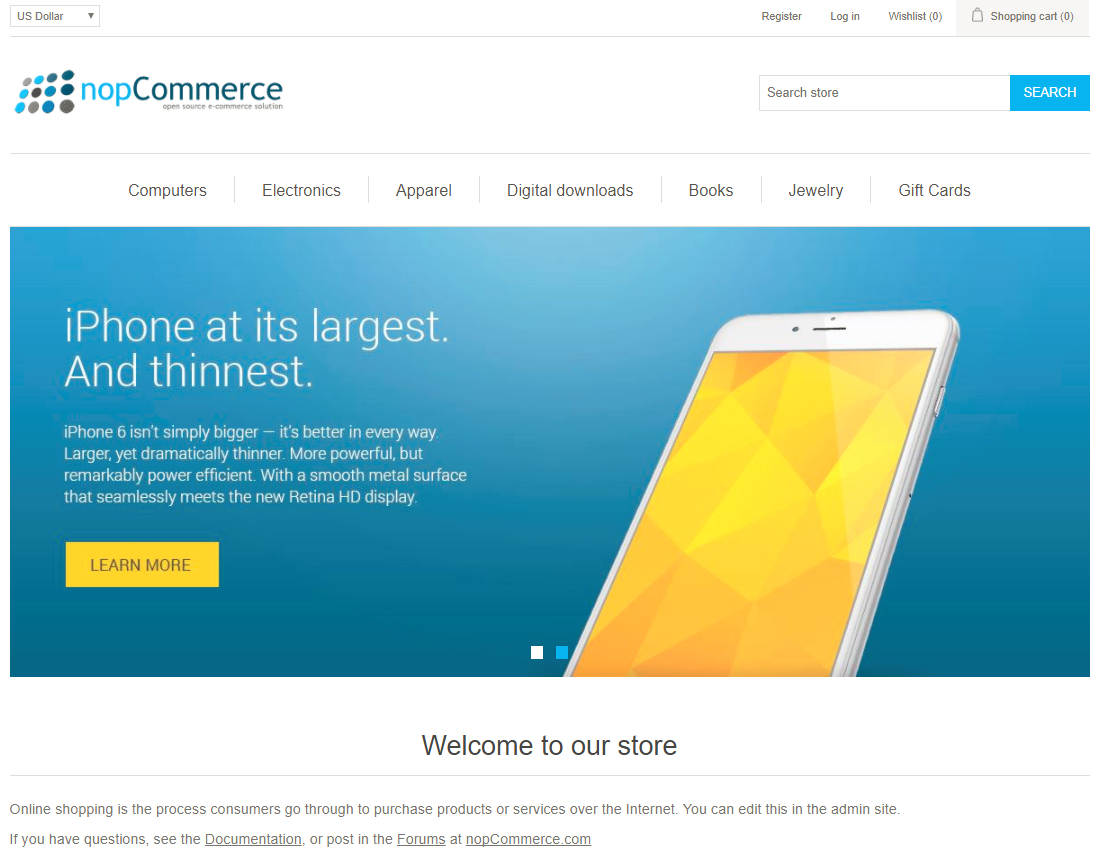 US Dollar Register Log in Wishlist (0) Shopping cart (0)
nopCommerce
open source e-commerce solution
Search store SEARCH
Computers Electronics Apparel Digital downloads Books Jewelry Gift Cards
iPhone at its largest.
And thinnest.
iPhone 6 isn't simply bigger — it's better in every way.
Larger, yet dramatically thinner. More powerful, but
remarkably power efficient. With a smooth metal surface
that seamlessly meets the new Retina HD display.
LEARN MORE
Welcome to our store
Online shopping is the process consumers go through to purchase products or services over the Internet. You can edit this in the admin site.
If you have questions, see the Documentation, or post in the Forums at nopCommerce.com